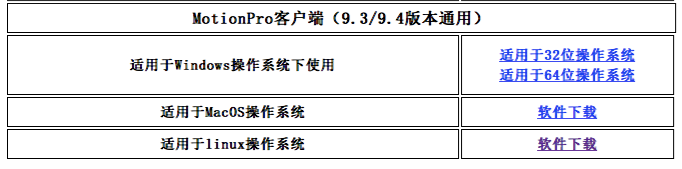 MotionPro客户端（9.3/9.4版本通用）
适用于Windows操作系统下使用
适用于32位操作系统
适用于64位操作系统
适用于MacOS操作系统
软件下载
适用于linux操作系统
软件下载